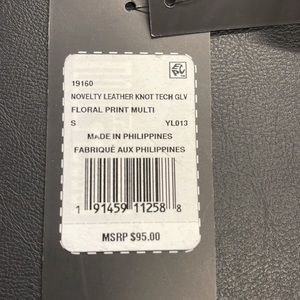 19160
NOVELTY LEATHER KNOT TECH GLV
FLORAL PRINT MULTI
S YL013
MADE IN PHILIPPINES
FABRIQUÉ AUX PHILIPPINES
1 91459 11258 8
MSRP $95.00